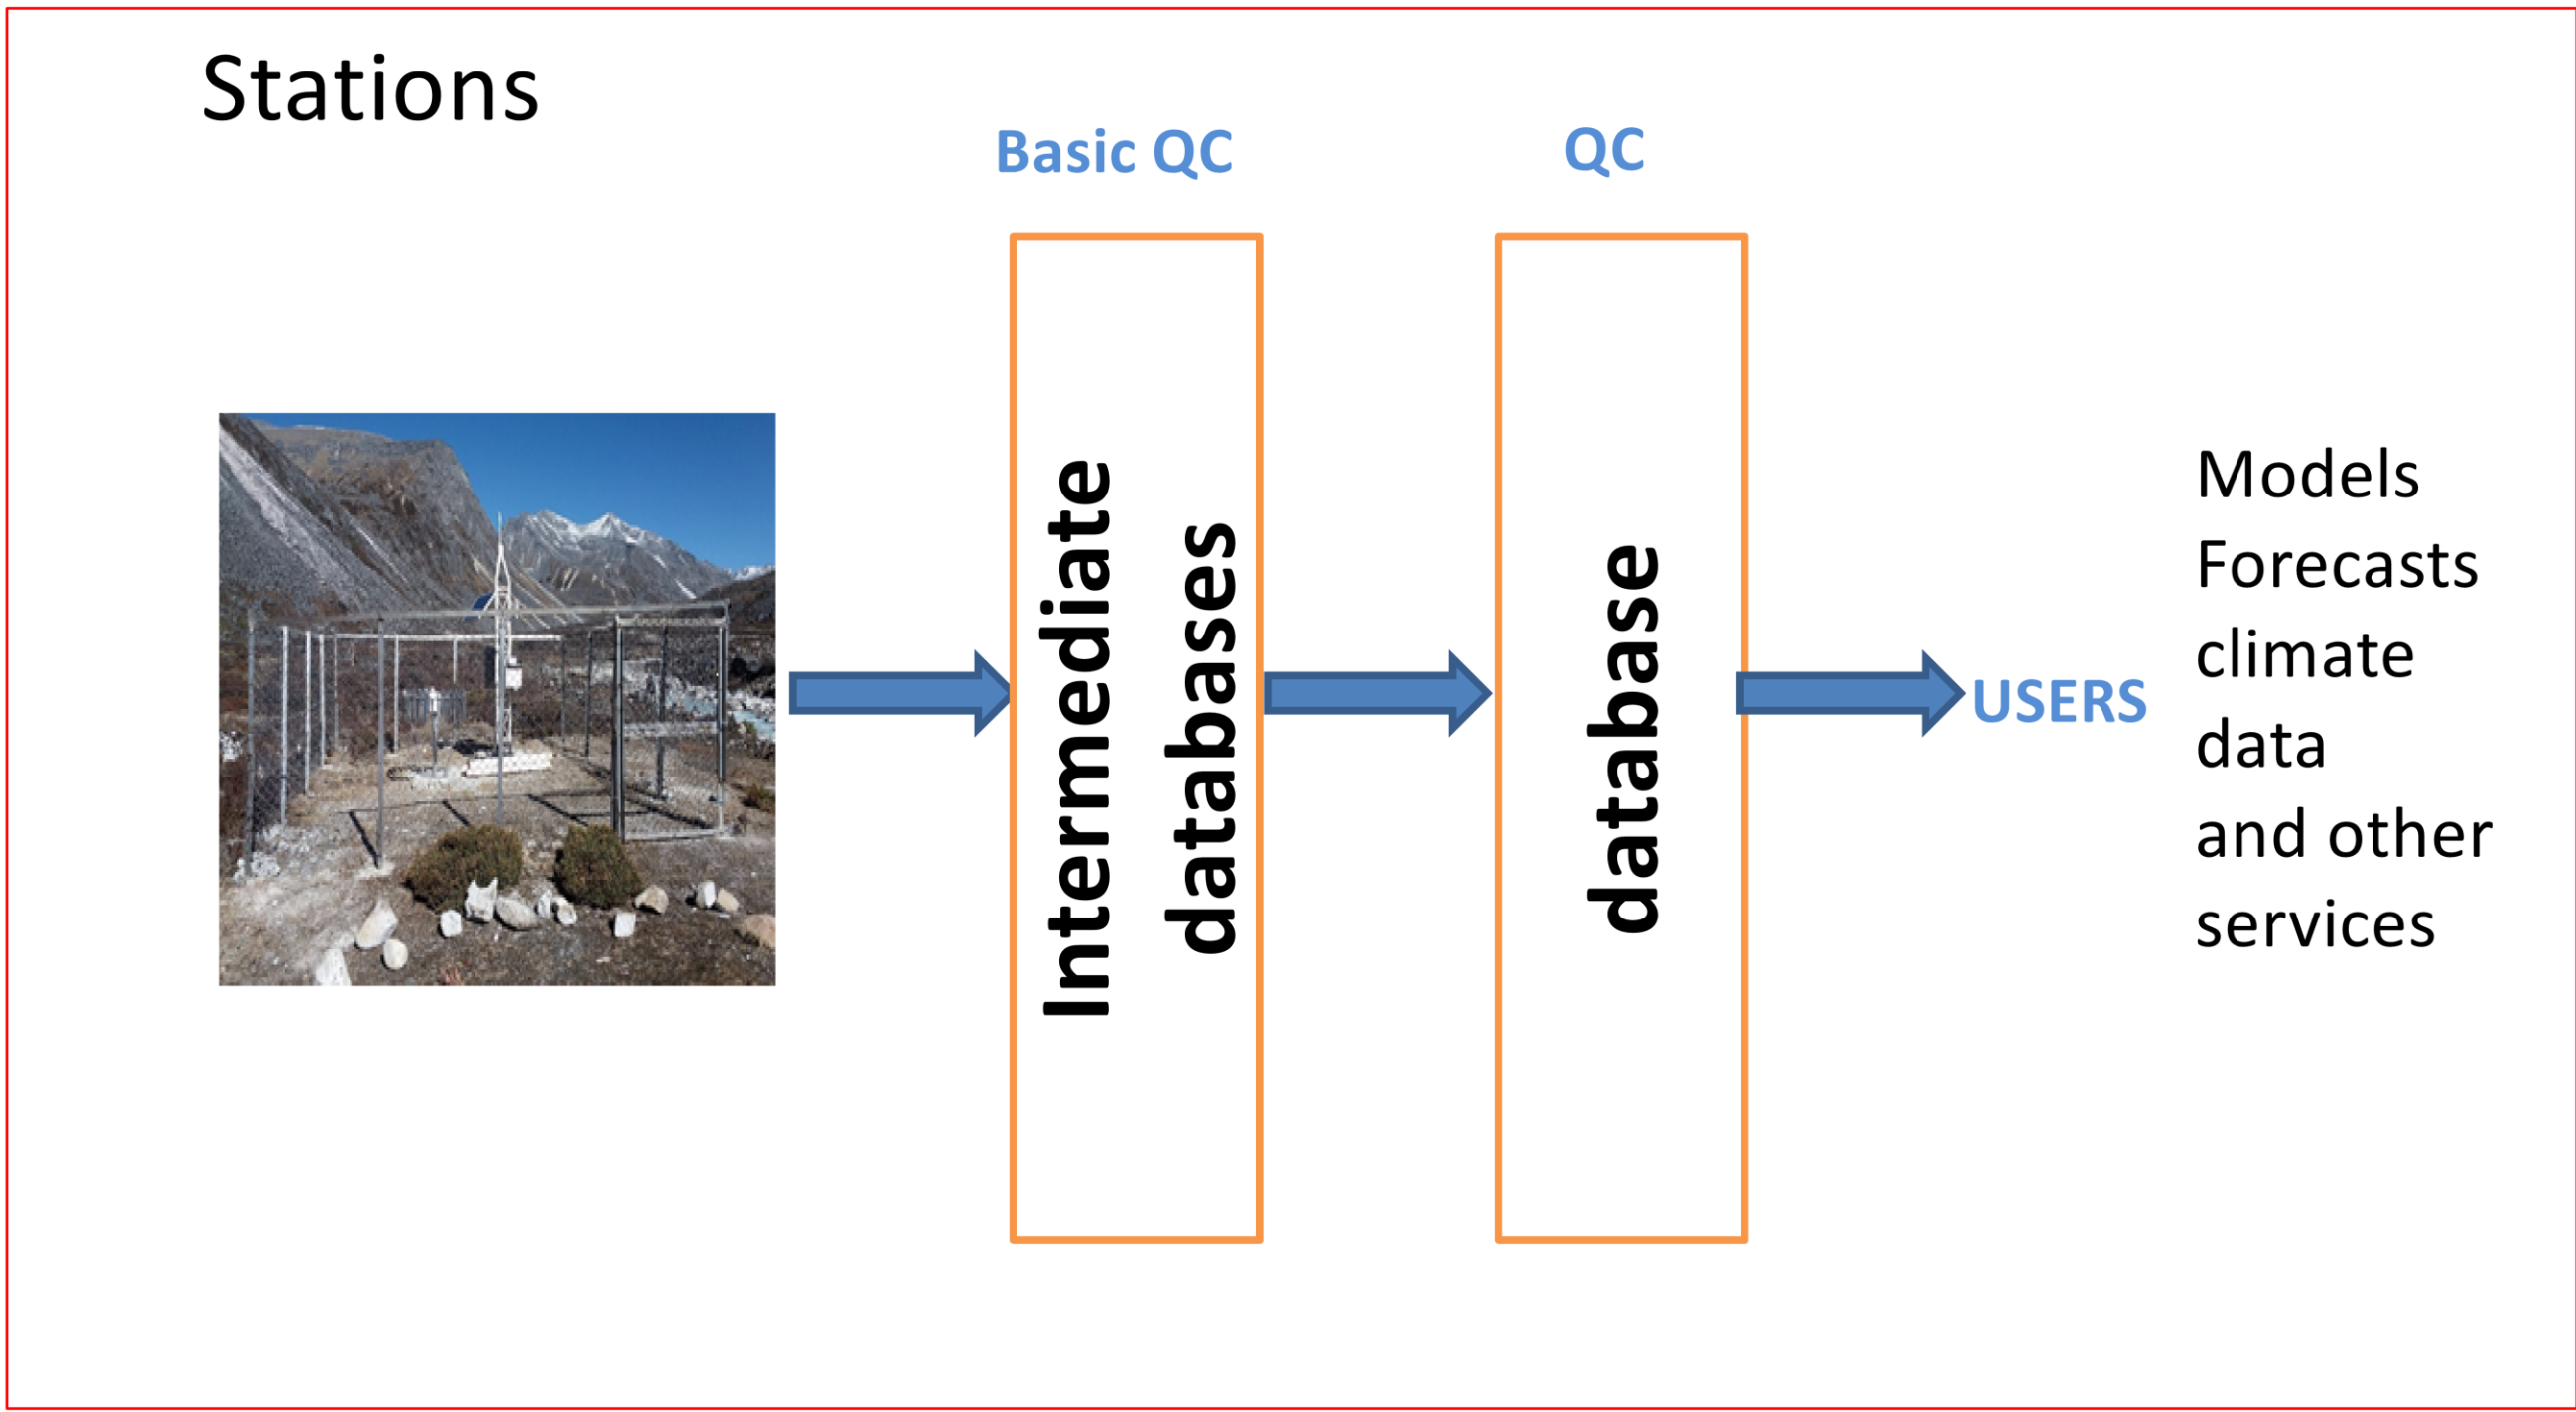 Stations
Basic QC
QC
Intermediate
databases
database
USERS
Models
Forecasts
climate
data
and other
services